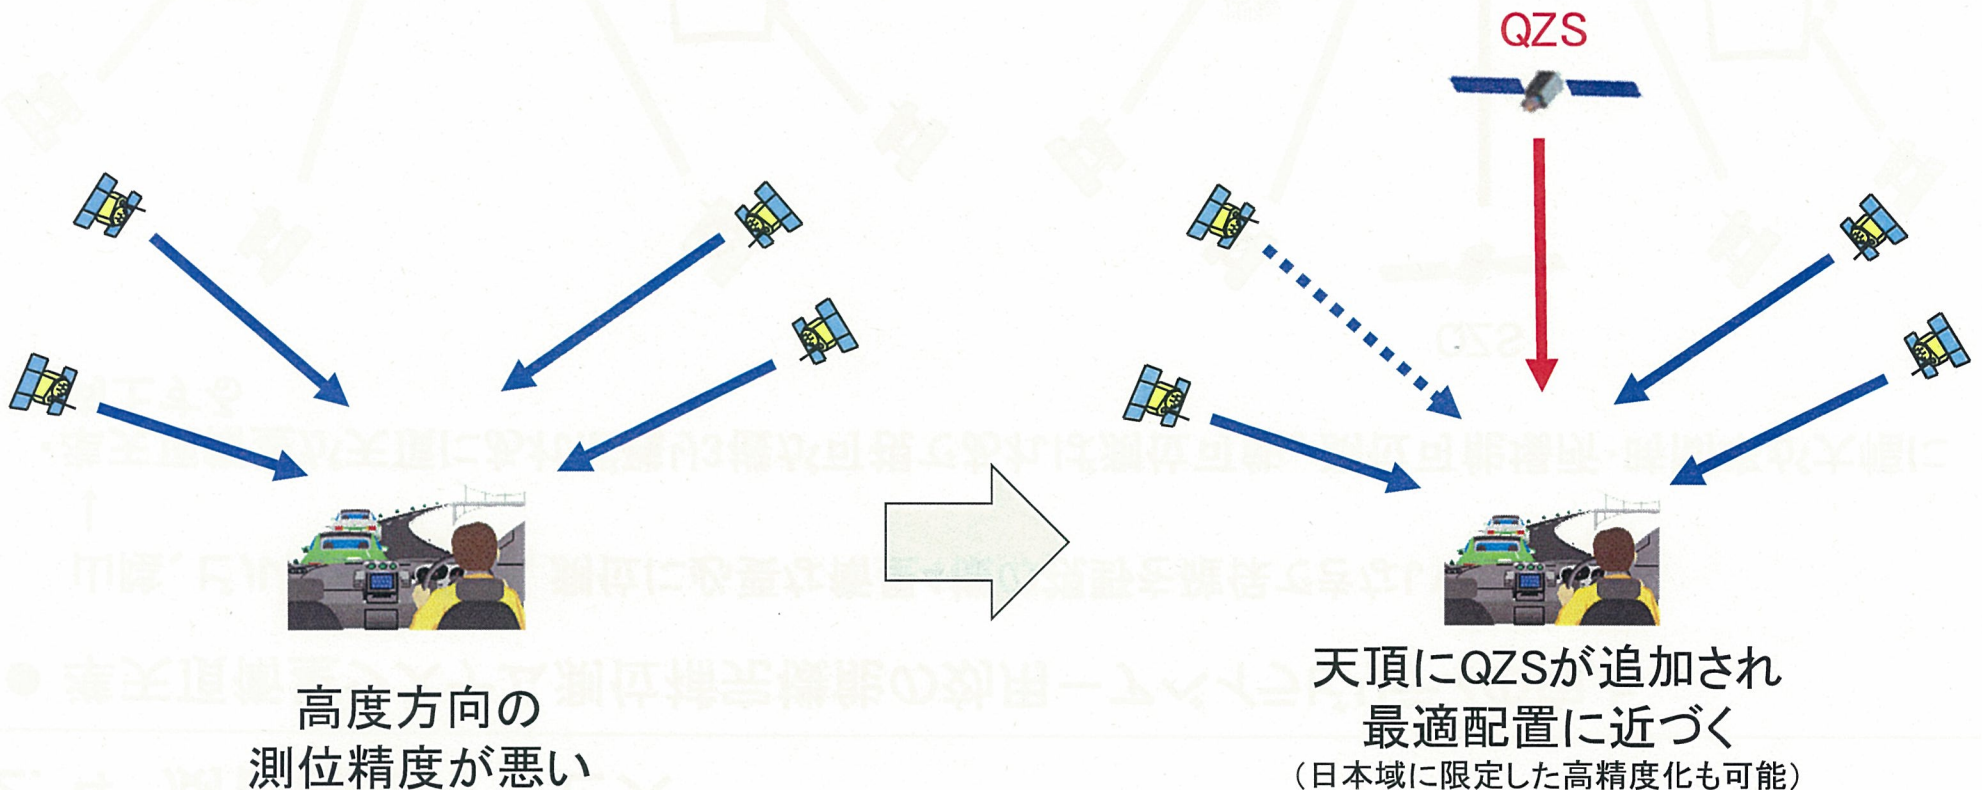 QZS
高度方向の
測位精度が悪い
天頂にQZSが追加され
最適配置に近づく
（日本域に限定した高精度化も可能）